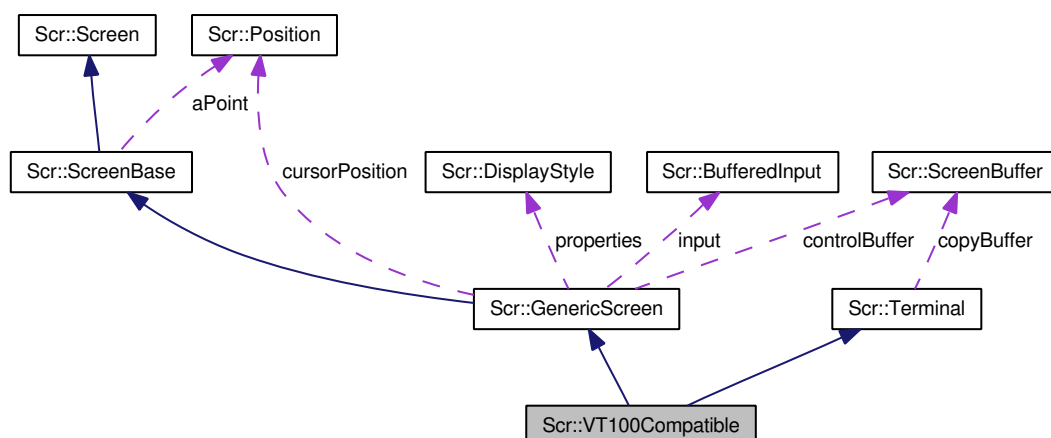 Scr::Screen
Scr::Position
aPoint
Scr::ScreenBase
cursorPosition
Scr::DisplayStyle
Scr::BufferedInput
Scr::ScreenBuffer
properties
input
controlBuffer
copyBuffer
Scr::GenericScreen
Scr::Terminal
Scr::VT100Compatible